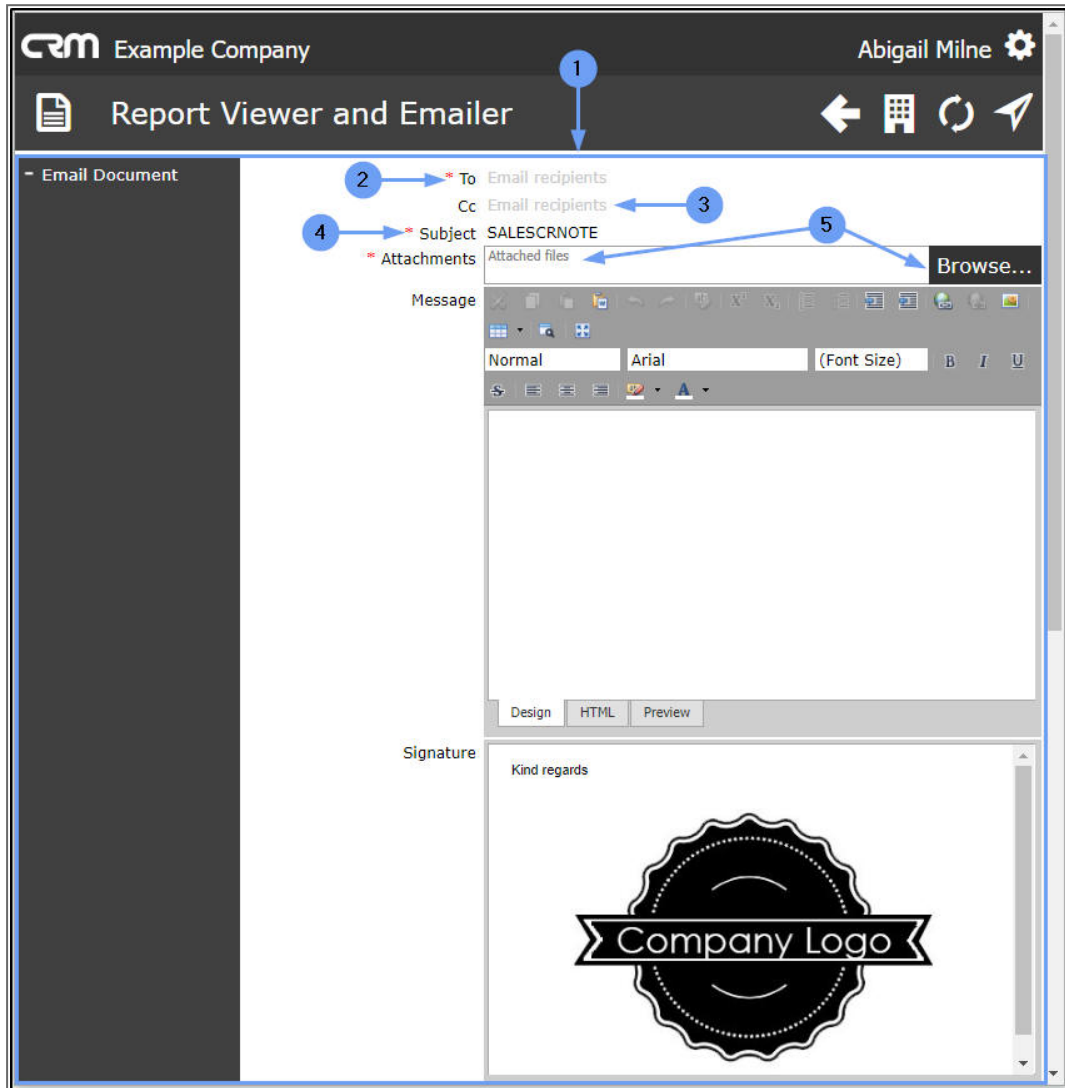 CRM Example Company
Abigail Milne
1
Report Viewer and Emailer
- Email Document
2 * To Email recipients
Cc Email recipients 3
4 * Subject SALESCRNOTE
5
* Attachments Attached files Browse...
Message
Normal Arial (Font Size) B I U
S A
Design HTML Preview
Signature
Kind regards
Company Logo